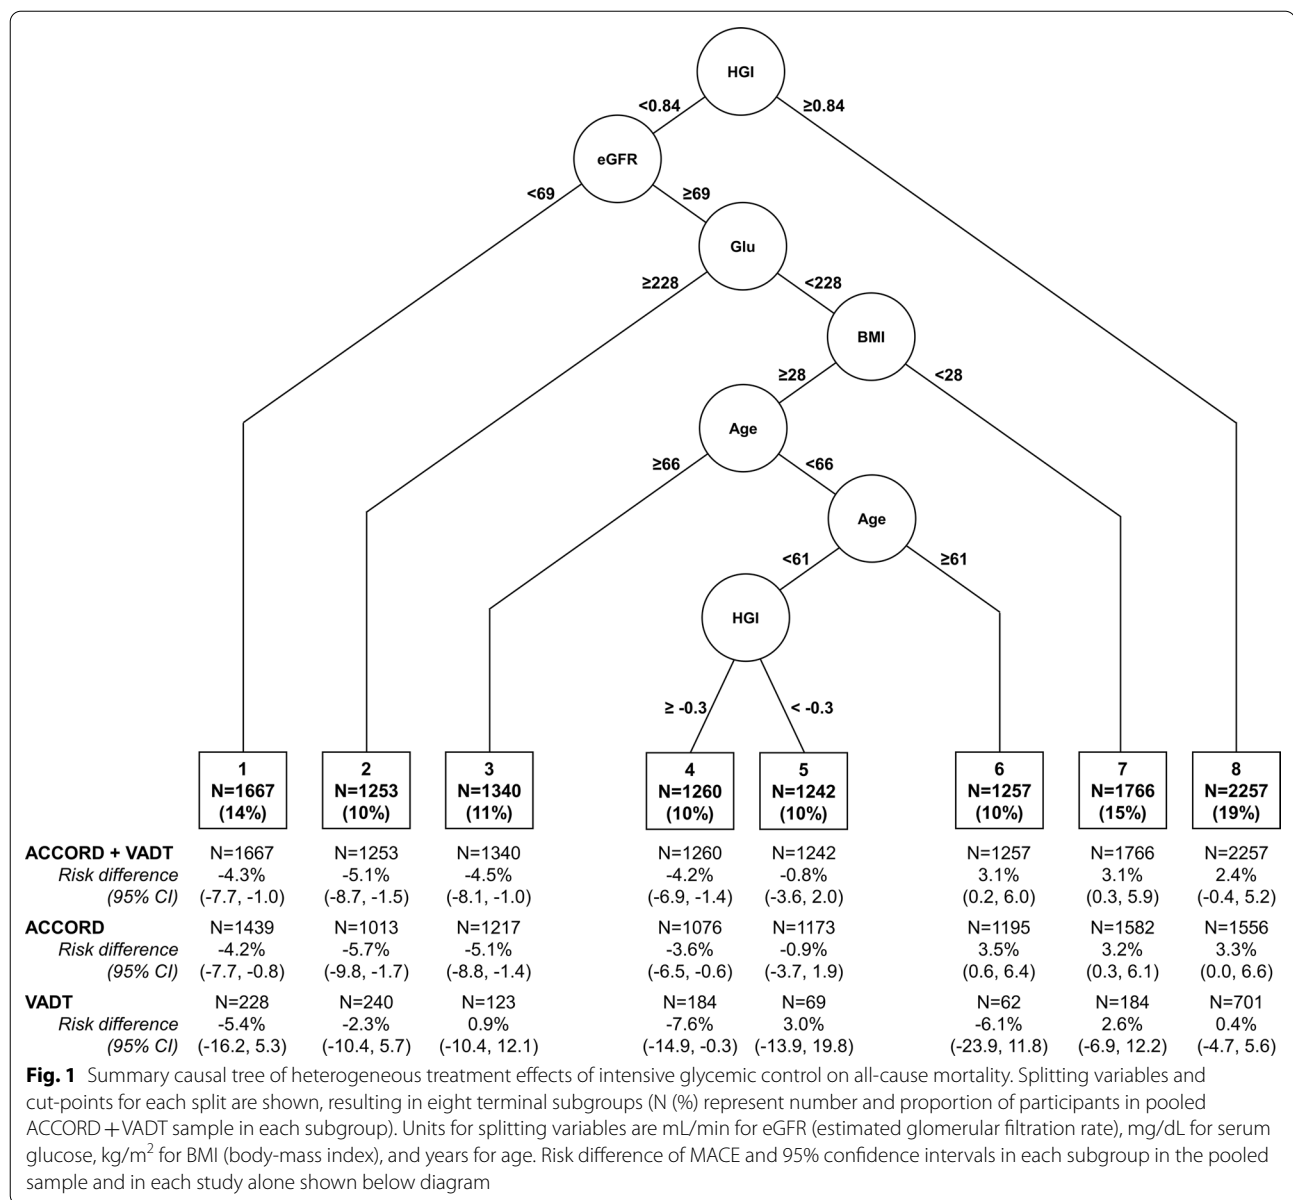 HGI
<0.84
≥0.84
eGFR
<69
≥69
Glu
≥228
<228
BMI
≥28
<28
Age
≥66
<66
Age
<61
≥61
HGI
≥ -0.3
< -0.3
1 2 3 4 5 6 7 8
N=1667 N=1253 N=1340 N=1260 N=1242 N=1257 N=1766 N=2257
(14%) (10%) (11%) (10%) (10%) (10%) (15%) (19%)
ACCORD + VADT N=1667 N=1253 N=1340 N=1260 N=1242 N=1257 N=1766 N=2257
Risk difference -4.3% -5.1% -4.5% -4.2% -0.8% 3.1% 3.1% 2.4%
(95% CI) (-7.7, -1.0) (-8.7, -1.5) (-8.1, -1.0) (-6.9, -1.4) (-3.6, 2.0) (0.2, 6.0) (0.3, 5.9) (-0.4, 5.2)
ACCORD N=1439 N=1013 N=1217 N=1076 N=1173 N=1195 N=1582 N=1556
Risk difference -4.2% -5.7% -5.1% -3.6% -0.9% 3.5% 3.2% 3.3%
(95% CI) (-7.7, -0.8) (-9.8, -1.7) (-8.8, -1.4) (-6.5, -0.6) (-3.7, 1.9) (0.6, 6.4) (0.3, 6.1) (0.0, 6.6)
VADT N=228 N=240 N=123 N=184 N=69 N=62 N=184 N=701
Risk difference -5.4% -2.3% 0.9% -7.6% 3.0% -6.1% 2.6% 0.4%
(95% CI) (-16.2, 5.3) (-10.4, 5.7) (-10.4, 12.1) (-14.9, -0.3) (-13.9, 19.8) (-23.9, 11.8) (-6.9, 12.2) (-4.7, 5.6)
Fig. 1 Summary causal tree of heterogeneous treatment effects of intensive glycemic control on all-cause mortality. Splitting variables and
cut-points for each split are shown, resulting in eight terminal subgroups (N (%) represent number and proportion of participants in pooled
ACCORD + VADT sample in each subgroup). Units for splitting variables are mL/min for eGFR (estimated glomerular filtration rate), mg/dL for serum
glucose, kg/m² for BMI (body-mass index), and years for age. Risk difference of MACE and 95% confidence intervals in each subgroup in the pooled
sample and in each study alone shown below diagram